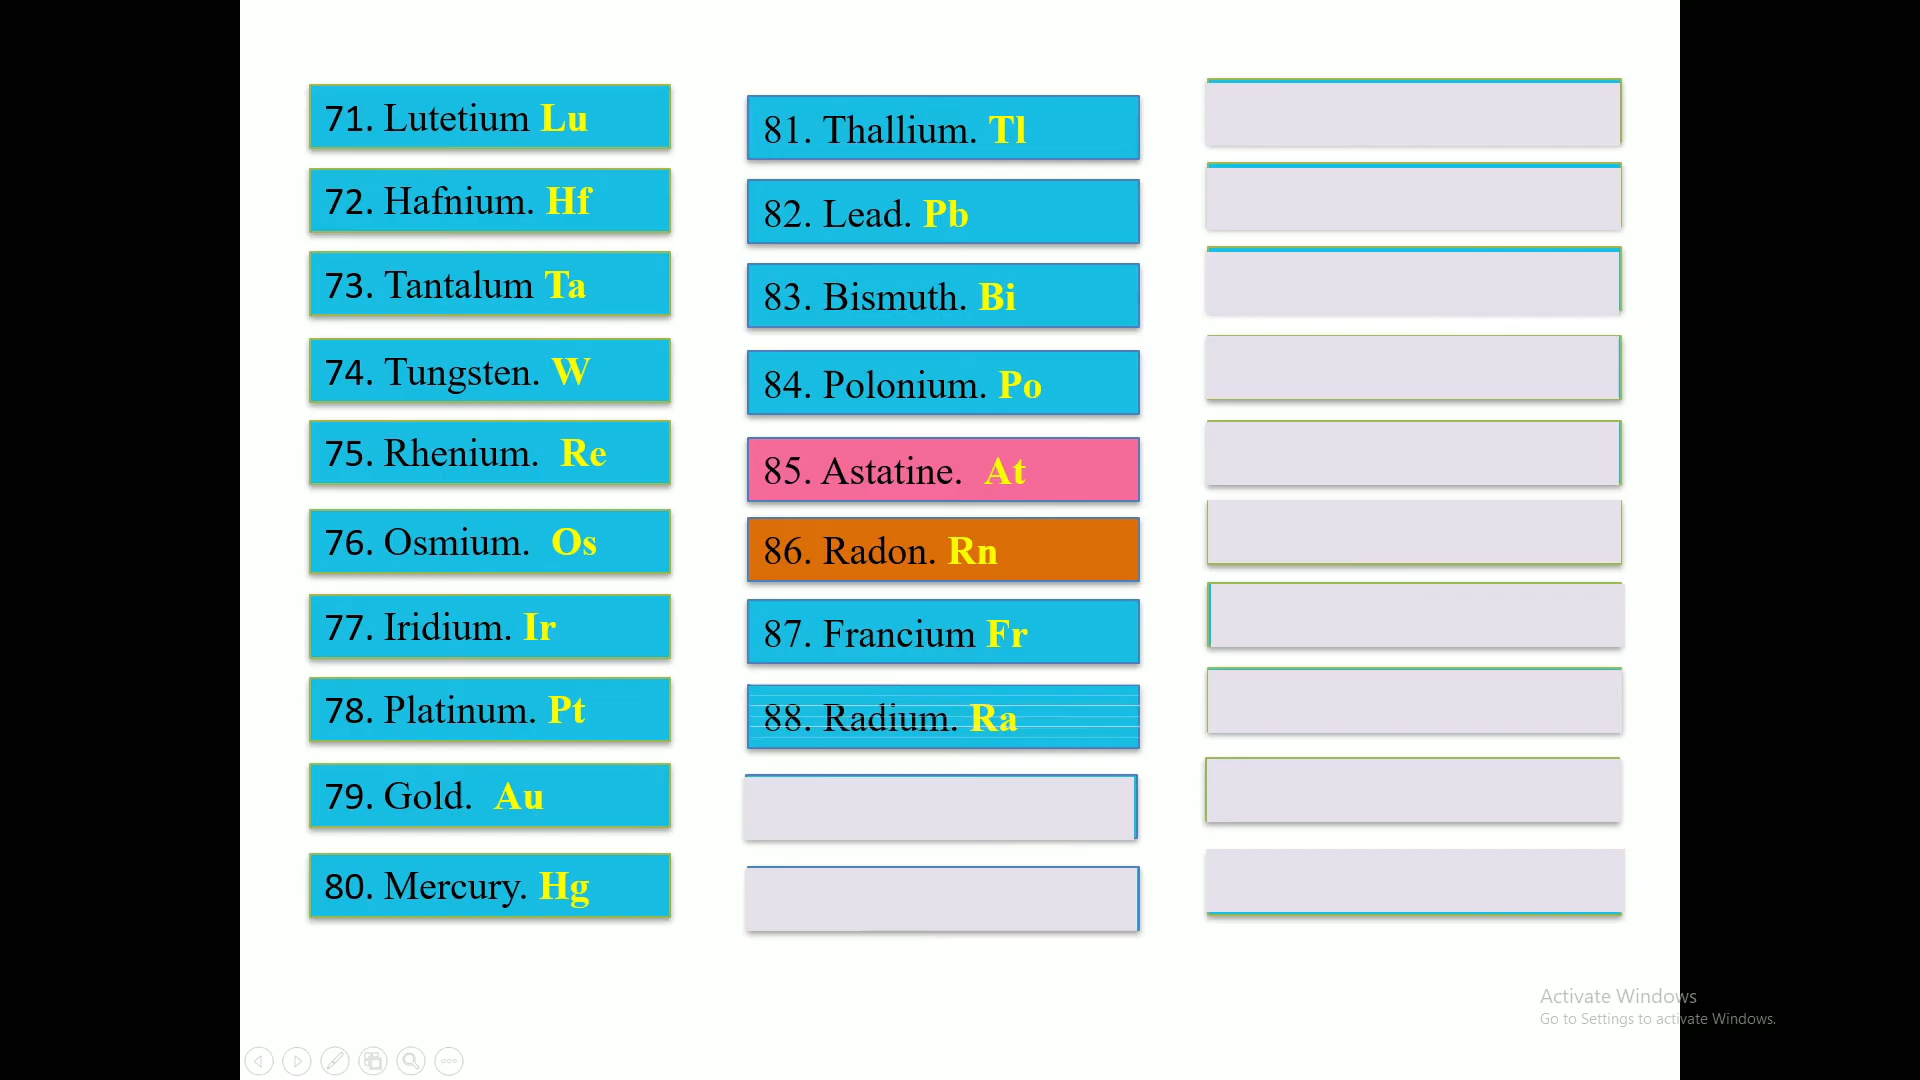 71. Lutetium Lu
72. Hafnium. Hf
73. Tantalum Ta
74. Tungsten. W
75. Rhenium. Re
76. Osmium. Os
77. Iridium. Ir
78. Platinum. Pt
79. Gold. Au
80. Mercury. Hg
81. Thallium. Tl
82. Lead. Pb
83. Bismuth. Bi
84. Polonium. Po
85. Astatine. At
86. Radon. Rn
87. Francium Fr
88. Radium. Ra
Activate Windows
Go to Settings to activate Windows.